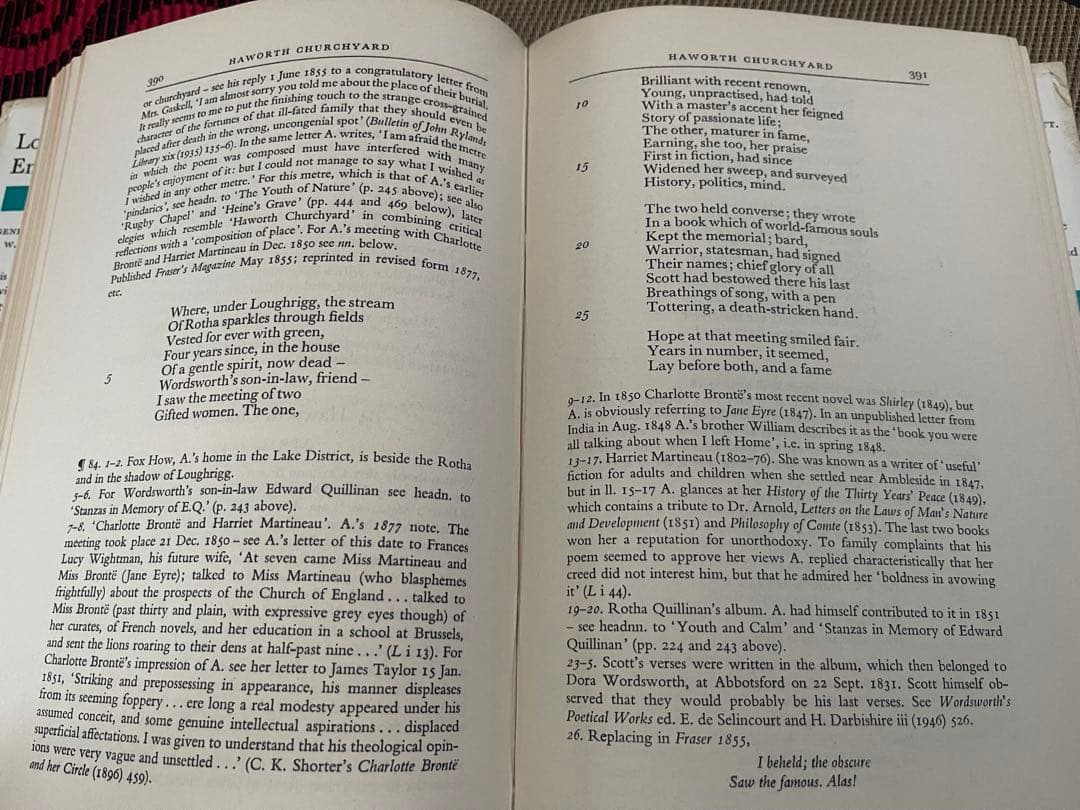 390
HAWORTH CHURCHYARD
or churchyard – see his reply 1 June 1855 to a congratulatory letter from
Mrs. Gaskell, 'I am almost sorry you told me about the place of their burial.
It really seems to me to put the finishing touch to the strange cross-grained
character of the fortunes of that ill-fated family that they should even be
placed after death in the wrong, uncongenial spot' (Bulletin of John Rylands
Library xix (1935) 135–6). In the same letter A. writes, 'I am afraid the metre
in which the poem was composed must have interfered with many
people's enjoyment of it: but I could not manage to say what I wished as
I wished in any other metre.' For this metre, which is that of A.'s earlier
'pindarics', see headn. to 'The Youth of Nature' (p. 245 above); see also
'Rugby Chapel' and 'Heine's Grave' (pp. 444 and 469 below), later
elegies which resemble 'Haworth Churchyard' in combining critical
reflections with a 'composition of place'. For A.'s meeting with Charlotte
Brontë and Harriet Martineau in Dec. 1850 see nn. below.
Published Fraser's Magazine May 1855; reprinted in revised form 1877,
etc.
Where, under Loughrigg, the stream
Of Rotha sparkles through fields
Vested for ever with green,
Four years since, in the house
5 Of a gentle spirit, now dead –
Wordsworth's son-in-law, friend –
I saw the meeting of two
Gifted women. The one,
¶ 84. 1–2. Fox How, A.'s home in the Lake District, is beside the Rotha
and in the shadow of Loughrigg.
5–6. For Wordsworth's son-in-law Edward Quillinan see headn. to
'Stanzas in Memory of E.Q.' (p. 243 above).
7–8. 'Charlotte Brontë and Harriet Martineau'. A.'s 1877 note. The
meeting took place 21 Dec. 1850 – see A.'s letter of this date to Frances
Lucy Wightman, his future wife, 'At seven came Miss Martineau and
Miss Brontë (Jane Eyre); talked to Miss Martineau (who blasphemes
frightfully) about the prospects of the Church of England . . . talked to
Miss Brontë (past thirty and plain, with expressive grey eyes though) of
her curates, of French novels, and her education in a school at Brussels,
and sent the lions roaring to their dens at half-past nine . . .' (L i 13). For
Charlotte Brontë's impression of A. see her letter to James Taylor 15 Jan.
1851, 'Striking and prepossessing in appearance, his manner displeases
from its seeming foppery . . . ere long a real modesty appeared under his
assumed conceit, and some genuine intellectual aspirations . . . displaced
superficial affectations. I was given to understand that his theological opin-
ions were very vague and unsettled . . .' (C. K. Shorter's Charlotte Brontë
and her Circle (1896) 459).
HAWORTH CHURCHYARD
391
Brilliant with recent renown,
10 Young, unpractised, had told
With a master's accent her feigned
Story of passionate life;
The other, maturer in fame,
Earning, she too, her praise
15 First in fiction, had since
Widened her sweep, and surveyed
History, politics, mind.
The two held converse; they wrote
In a book which of world-famous souls
20 Kept the memorial; bard,
Warrior, statesman, had signed
Their names; chief glory of all
Scott had bestowed there his last
Breathings of song, with a pen
25 Tottering, a death-stricken hand.
Hope at that meeting smiled fair.
Years in number, it seemed,
Lay before both, and a fame
9–12. In 1850 Charlotte Brontë's most recent novel was Shirley (1849), but
A. is obviously referring to Jane Eyre (1847). In an unpublished letter from
India in Aug. 1848 A.'s brother William describes it as the 'book you were
all talking about when I left Home', i.e. in spring 1848.
13–17. Harriet Martineau (1802–76). She was known as a writer of 'useful'
fiction for adults and children when she settled near Ambleside in 1847,
but in ll. 15–17 A. glances at her History of the Thirty Years' Peace (1849),
which contains a tribute to Dr. Arnold, Letters on the Laws of Man's Nature
and Development (1851) and Philosophy of Comte (1853). The last two books
won her a reputation for unorthodoxy. To family complaints that his
poem seemed to approve her views A. replied characteristically that her
creed did not interest him, but that he admired her 'boldness in avowing
it' (L i 44).
19–20. Rotha Quillinan's album. A. had himself contributed to it in 1851
– see headnn. to 'Youth and Calm' and 'Stanzas in Memory of Edward
Quillinan' (pp. 224 and 243 above).
23–5. Scott's verses were written in the album, which then belonged to
Dora Wordsworth, at Abbotsford on 22 Sept. 1831. Scott himself ob-
served that they would probably be his last verses. See Wordsworth's
Poetical Works ed. E. de Selincourt and H. Darbishire iii (1946) 526.
26. Replacing in Fraser 1855,
I beheld; the obscure
Saw the famous. Alas!